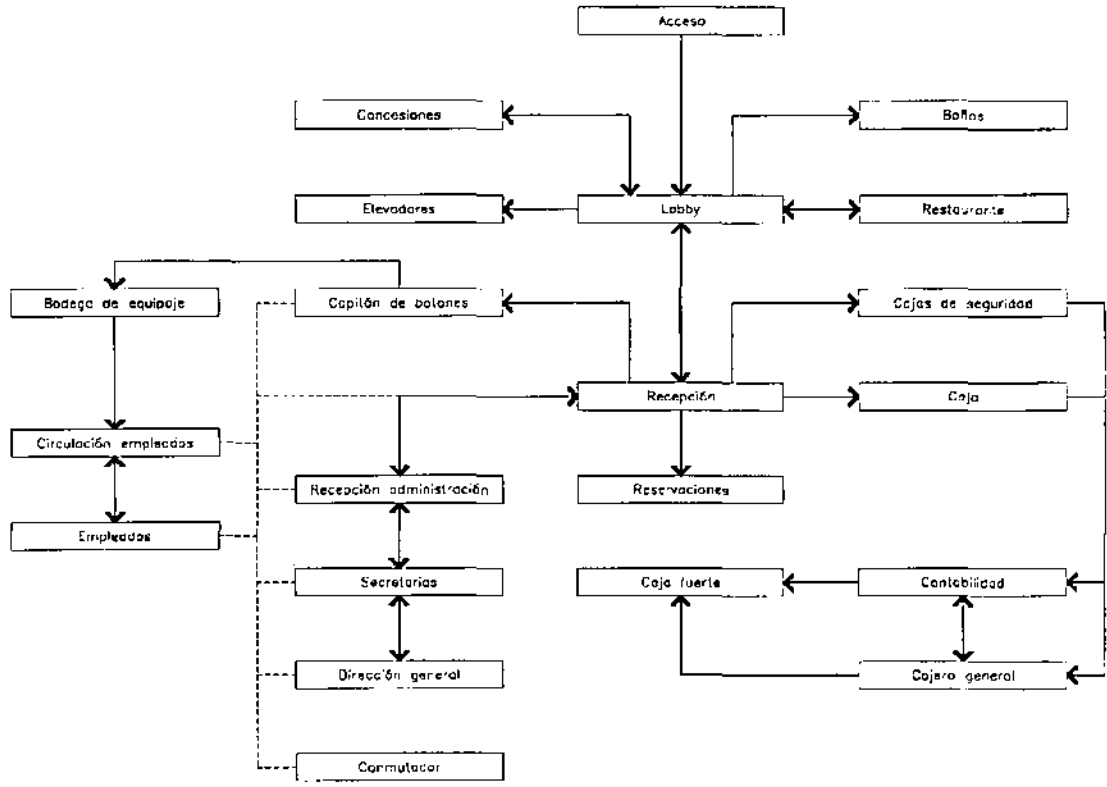 Acceso
Concesiones
Baños
Elevadores
Lobby
Restaurante
Bodega de equipaje
Capitán de botones
Cajas de seguridad
Recepción
Caja
Circulación empleados
Recepción administración
Reservaciones
Empleados
Secretarias
Caja fuerte
Contabilidad
Dirección general
Cajero general
Conmutador